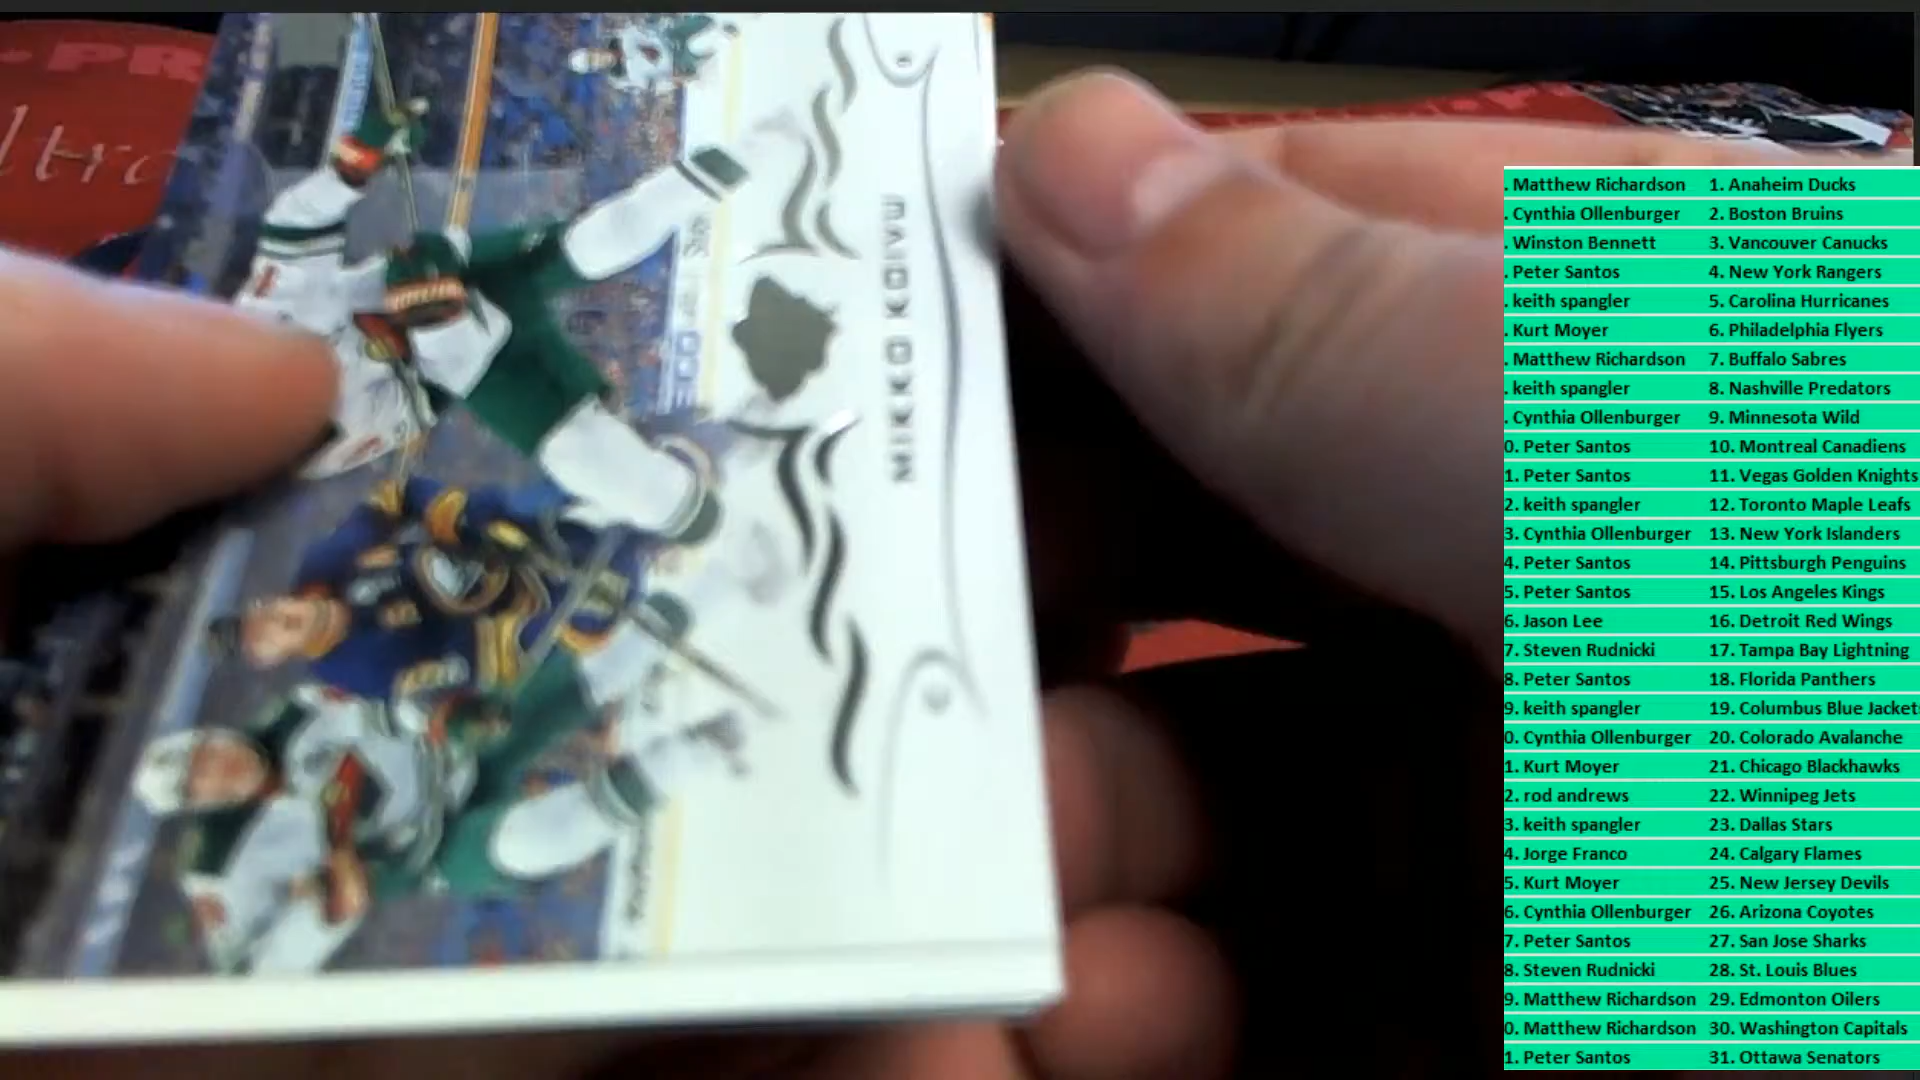 PR
ltra
MIKKO KOIVU
. Matthew Richardson 1. Anaheim Ducks
. Cynthia Ollenburger 2. Boston Bruins
. Winston Bennett 3. Vancouver Canucks
. Peter Santos 4. New York Rangers
. keith spangler 5. Carolina Hurricanes
. Kurt Moyer 6. Philadelphia Flyers
. Matthew Richardson 7. Buffalo Sabres
. keith spangler 8. Nashville Predators
. Cynthia Ollenburger 9. Minnesota Wild
0. Peter Santos 10. Montreal Canadiens
1. Peter Santos 11. Vegas Golden Knights
2. keith spangler 12. Toronto Maple Leafs
3. Cynthia Ollenburger 13. New York Islanders
4. Peter Santos 14. Pittsburgh Penguins
5. Peter Santos 15. Los Angeles Kings
6. Jason Lee 16. Detroit Red Wings
7. Steven Rudnicki 17. Tampa Bay Lightning
8. Peter Santos 18. Florida Panthers
9. keith spangler 19. Columbus Blue Jackets
0. Cynthia Ollenburger 20. Colorado Avalanche
1. Kurt Moyer 21. Chicago Blackhawks
2. rod andrews 22. Winnipeg Jets
3. keith spangler 23. Dallas Stars
4. Jorge Franco 24. Calgary Flames
5. Kurt Moyer 25. New Jersey Devils
6. Cynthia Ollenburger 26. Arizona Coyotes
7. Peter Santos 27. San Jose Sharks
8. Steven Rudnicki 28. St. Louis Blues
9. Matthew Richardson 29. Edmonton Oilers
0. Matthew Richardson 30. Washington Capitals
1. Peter Santos 31. Ottawa Senators